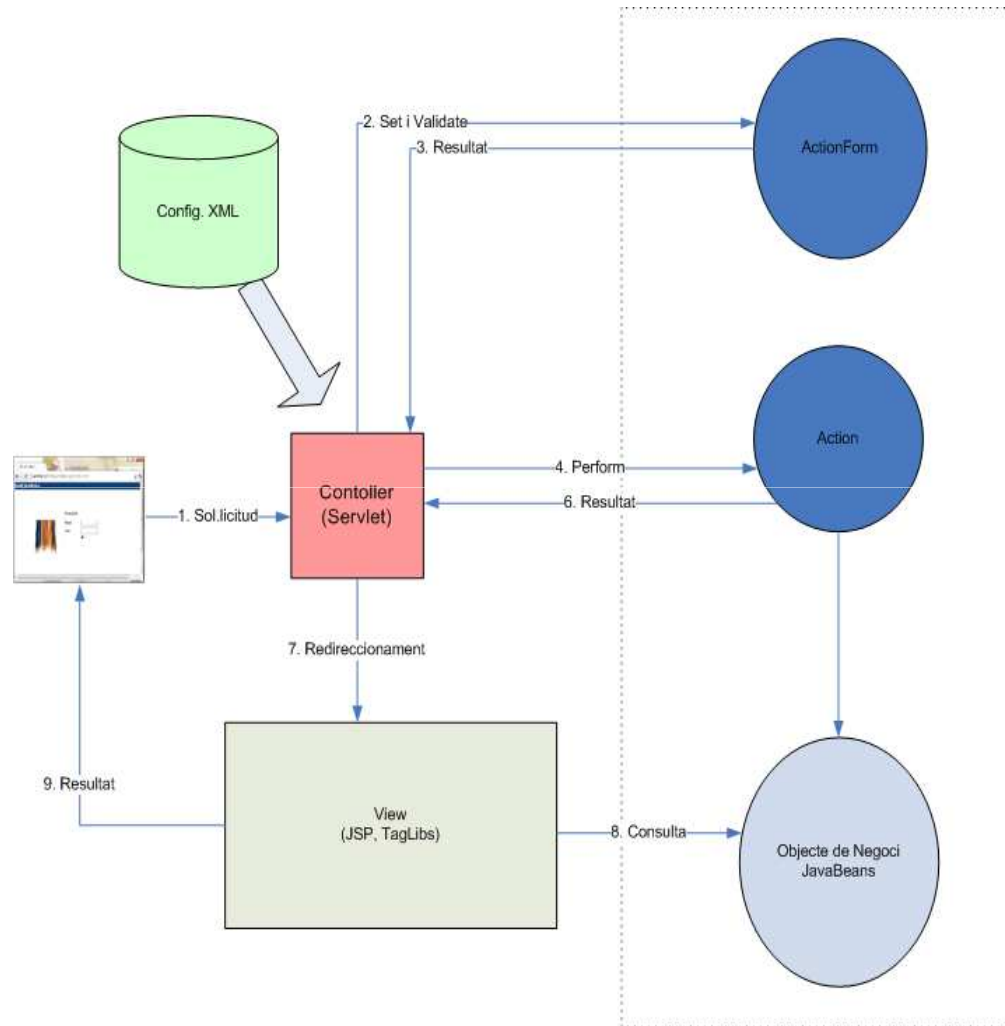 2. Set i Validate
3. Resultat
ActionForm
Config. XML
Action
4. Perform
6. Resultat
1. Sol.licitud
Contoller
(Servlet)
7. Redireccionament
9. Resultat
View
(JSP, TagLibs)
8. Consulta
Objecte de Negoci
JavaBeans